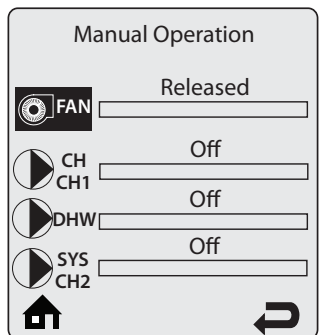 Manual Operation
Released
FAN
Off
CH
CH1
Off
DHW
Off
SYS
CH2